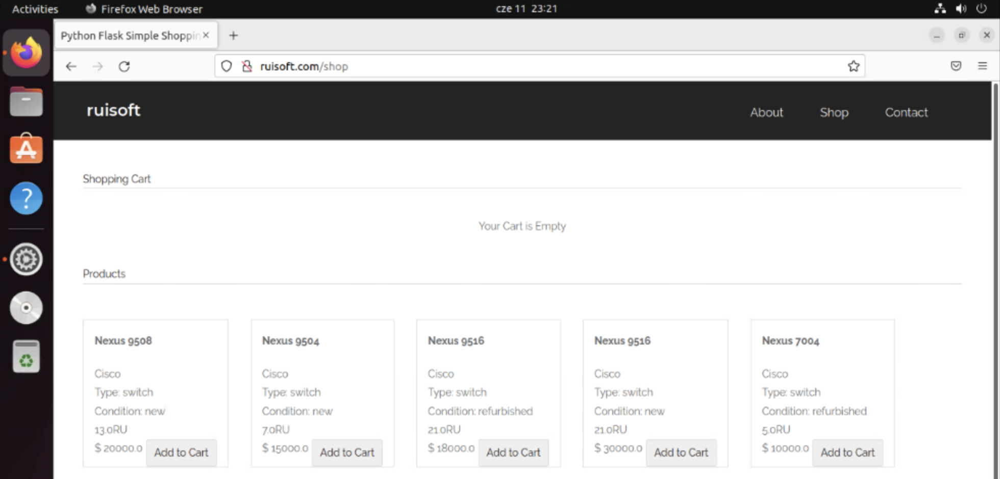 Activities Firefox Web Browser cze 11 23:21
Python Flask Simple Shoppin
ruisoft.com/shop
ruisoft About Shop Contact
Shopping Cart
Your Cart is Empty
Products
Nexus 9508
Cisco
Type: switch
Condition: new
13.0RU
$ 20000.0 Add to Cart
Nexus 9504
Cisco
Type: switch
Condition: new
7.0RU
$ 15000.0 Add to Cart
Nexus 9516
Cisco
Type: switch
Condition: refurbished
21.0RU
$ 18000.0 Add to Cart
Nexus 9516
Cisco
Type: switch
Condition: new
21.0RU
$ 30000.0 Add to Cart
Nexus 7004
Cisco
Type: switch
Condition: refurbished
5.0RU
$ 10000.0 Add to Cart